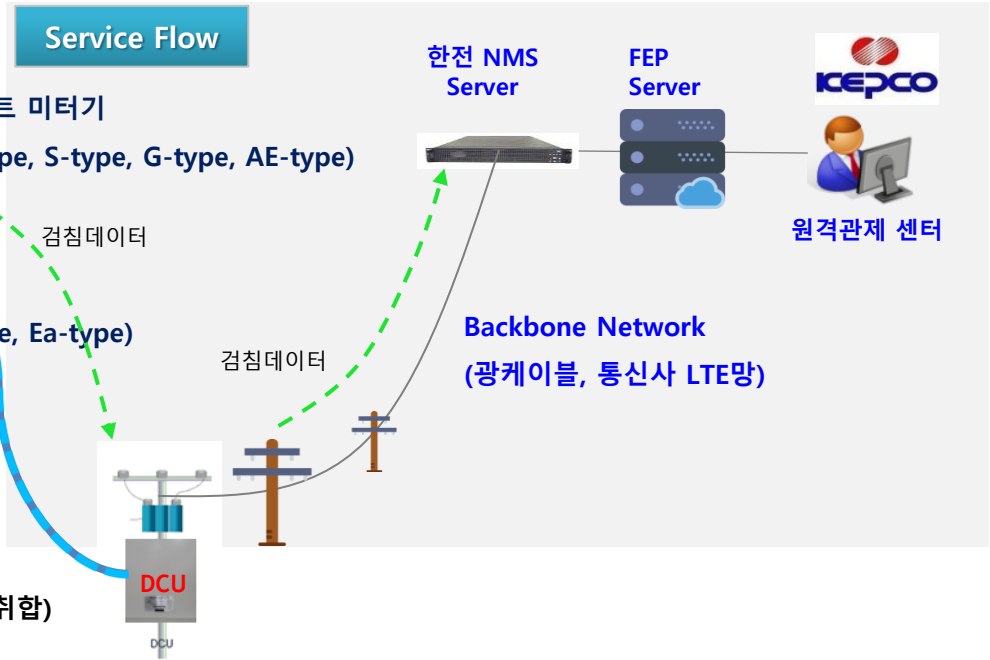 Service Flow
한전 NMS
Server
FEP
Server
KEPCO
트 미터기
pe, S-type, G-type, AE-type)
검침데이터
원격관제 센터
e, Ea-type)
검침데이터
Backbone Network
(광케이블, 통신사 LTE망)
DCU
취합)
DCU